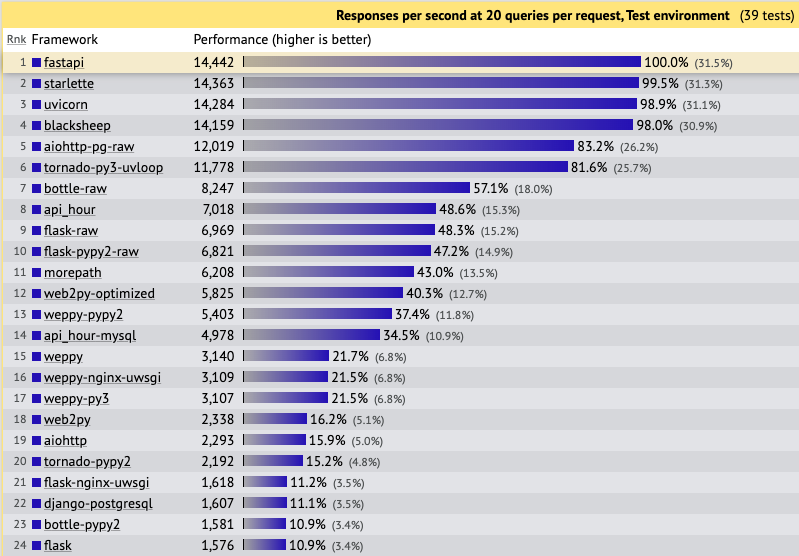 Responses per second at 20 queries per request, Test environment (39 tests)
Rnk Framework Performance (higher is better)
1 fastapi 14,442 100.0% (31.5%)
2 starlette 14,363 99.5% (31.3%)
3 uvicorn 14,284 98.9% (31.1%)
4 blacksheep 14,159 98.0% (30.9%)
5 aiohttp-pg-raw 12,019 83.2% (26.2%)
6 tornado-py3-uvloop 11,778 81.6% (25.7%)
7 bottle-raw 8,247 57.1% (18.0%)
8 api_hour 7,018 48.6% (15.3%)
9 flask-raw 6,969 48.3% (15.2%)
10 flask-pypy2-raw 6,821 47.2% (14.9%)
11 morepath 6,208 43.0% (13.5%)
12 web2py-optimized 5,825 40.3% (12.7%)
13 weppy-pypy2 5,403 37.4% (11.8%)
14 api_hour-mysql 4,978 34.5% (10.9%)
15 weppy 3,140 21.7% (6.8%)
16 weppy-nginx-uwsgi 3,109 21.5% (6.8%)
17 weppy-py3 3,107 21.5% (6.8%)
18 web2py 2,338 16.2% (5.1%)
19 aiohttp 2,293 15.9% (5.0%)
20 tornado-pypy2 2,192 15.2% (4.8%)
21 flask-nginx-uwsgi 1,618 11.2% (3.5%)
22 django-postgresql 1,607 11.1% (3.5%)
23 bottle-pypy2 1,581 10.9% (3.4%)
24 flask 1,576 10.9% (3.4%)